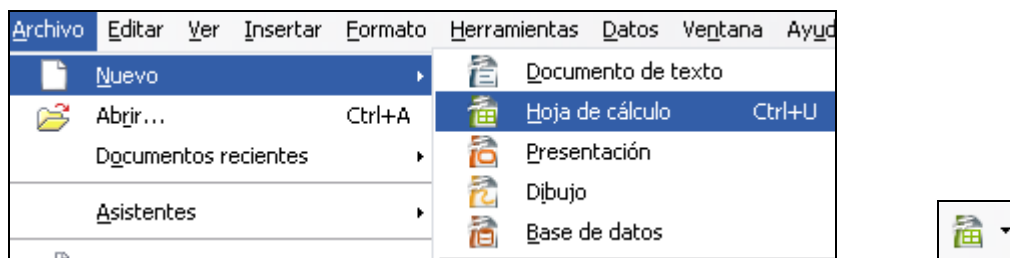 Archivo Editar Ver Insertar Formato Herramientas Datos Ventana Ayud
Nuevo
Abrir... Ctrl+A
Documentos recientes
Asistentes
Documento de texto
Hoja de cálculo Ctrl+U
Presentación
Dibujo
Base de datos